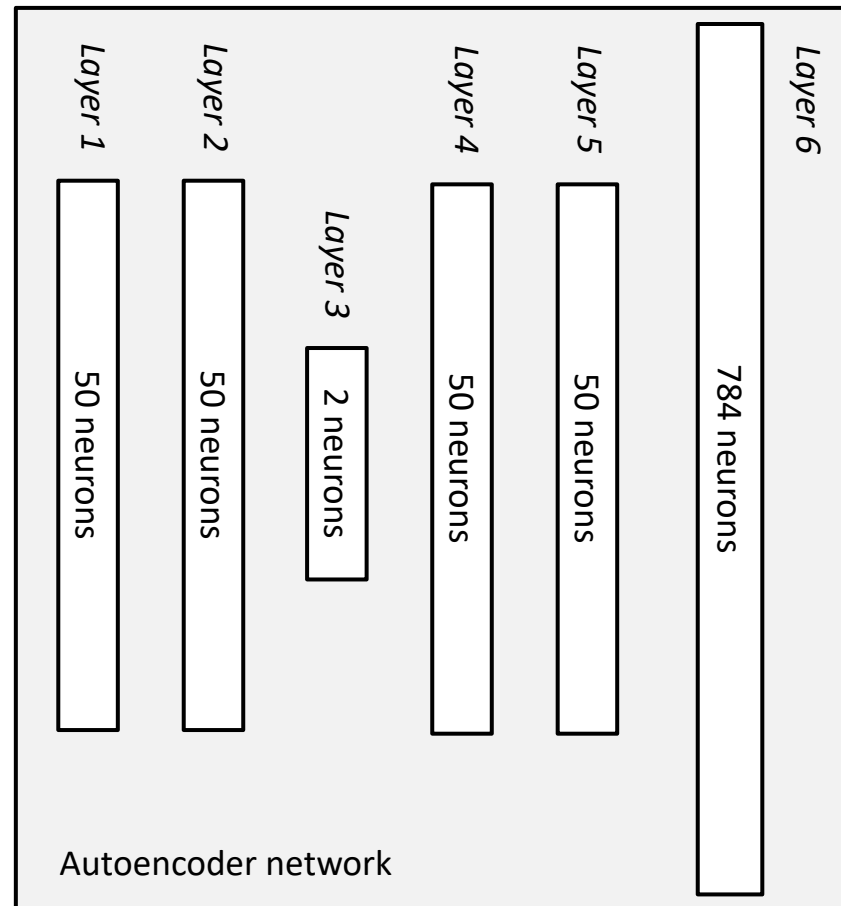 Layer 1
50 neurons
Layer 2
50 neurons
Layer 3
2 neurons
Layer 4
50 neurons
Layer 5
50 neurons
784 neurons
Layer 6
Autoencoder network